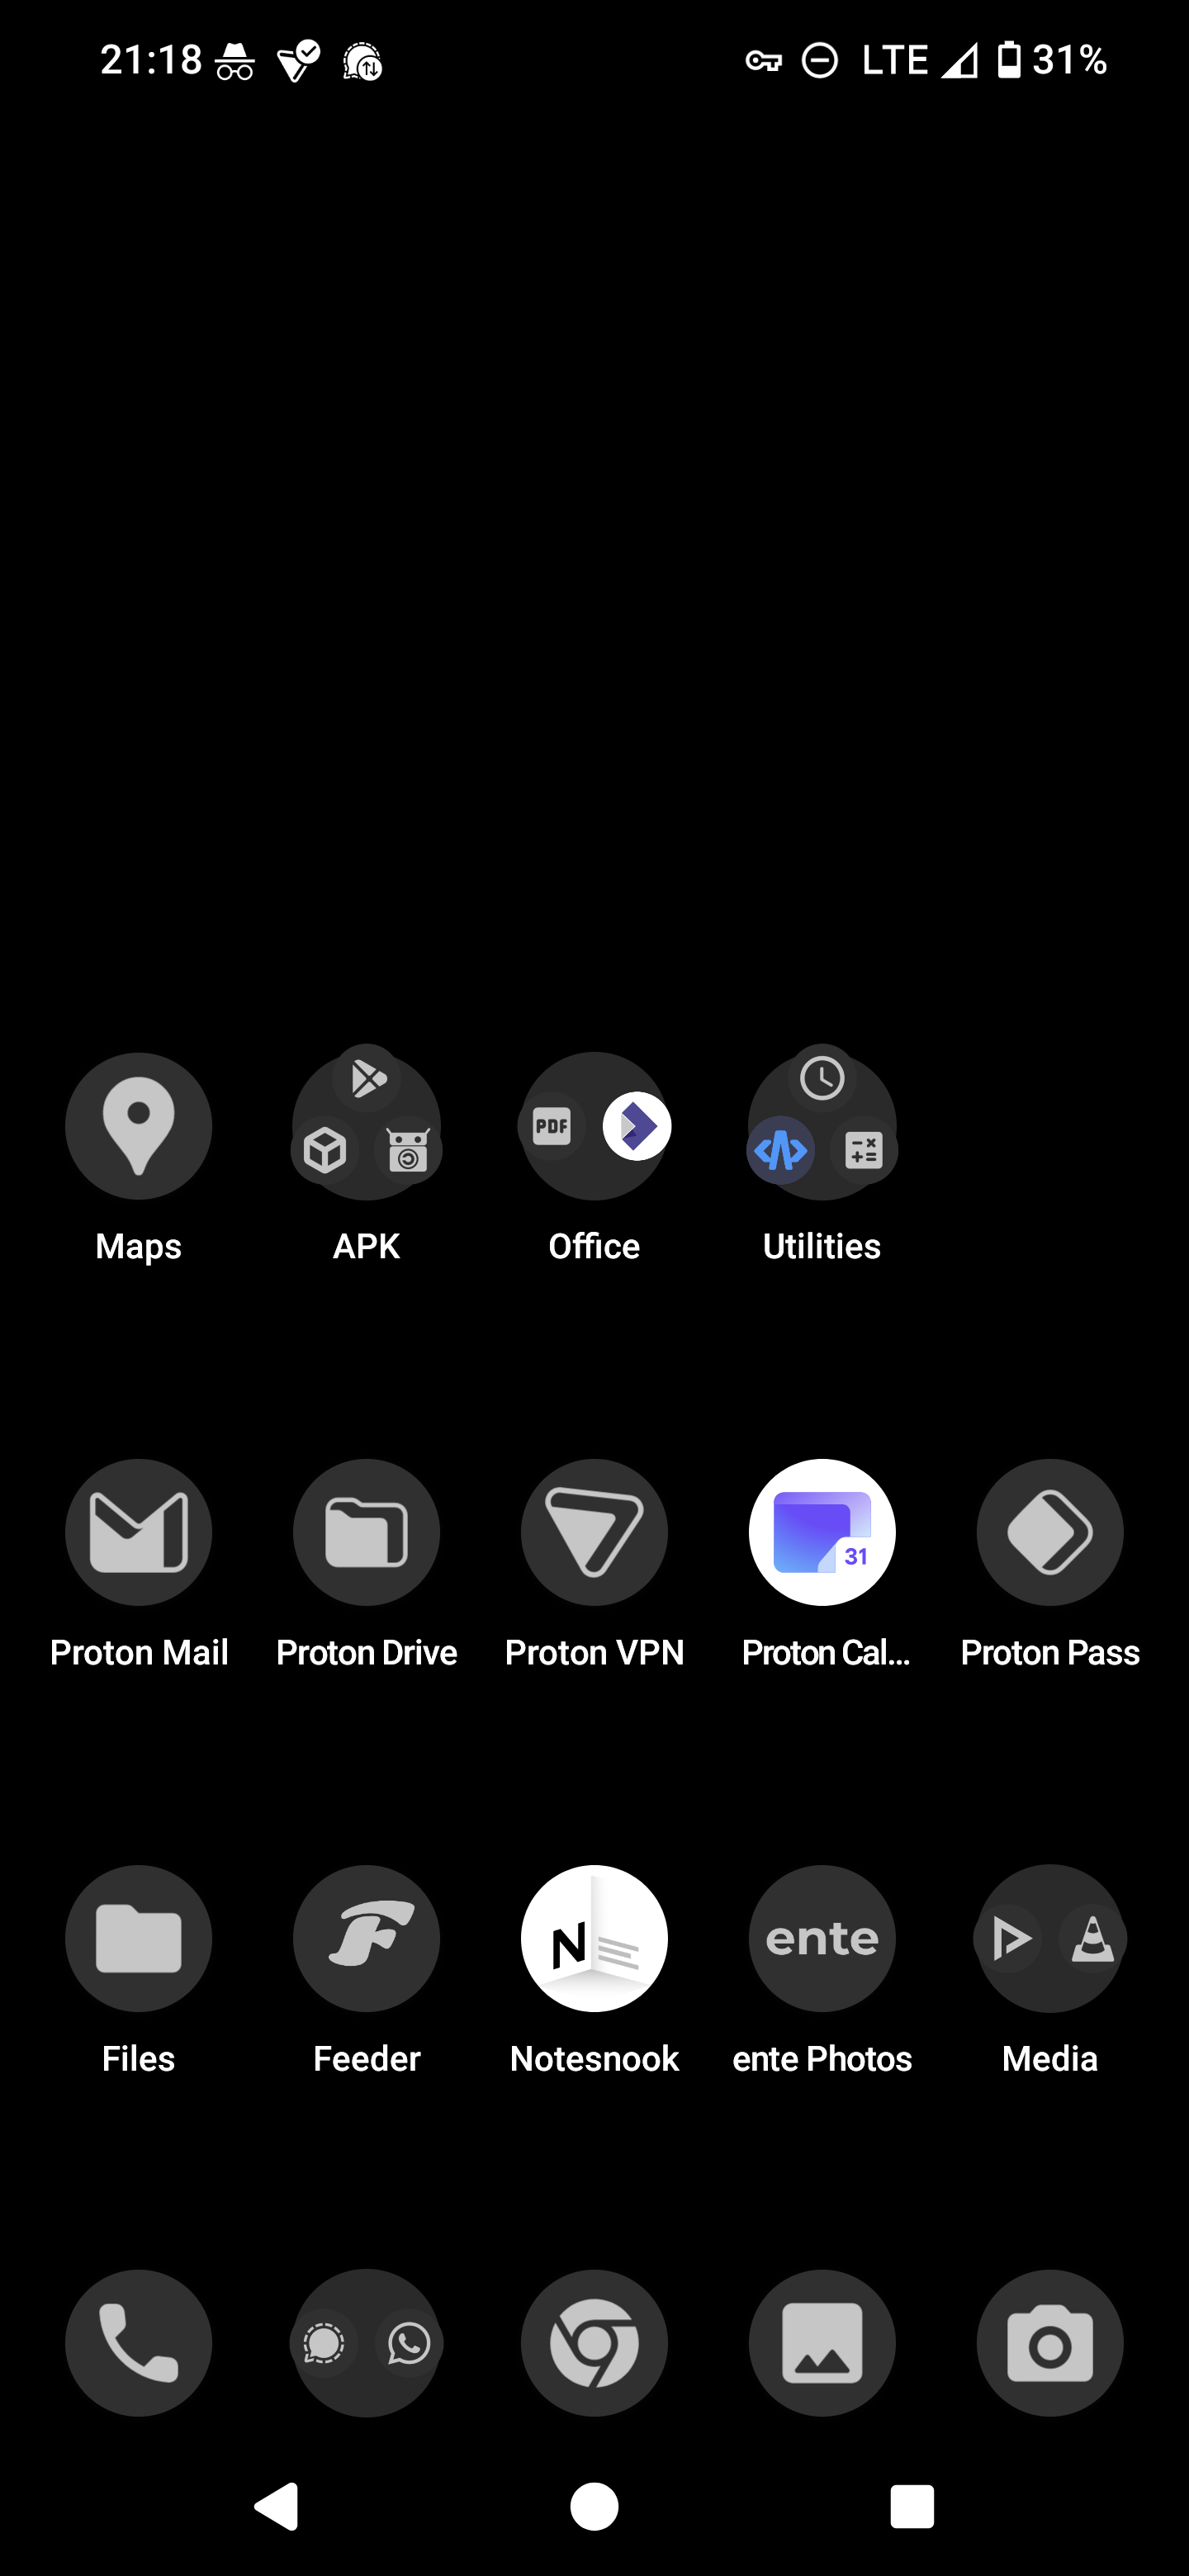 21:18 LTE 31%
PDF
Maps APK Office Utilities
31
Proton Mail Proton Drive Proton VPN Proton Cal... Proton Pass
N ente
Files Feeder Notesnook ente Photos Media